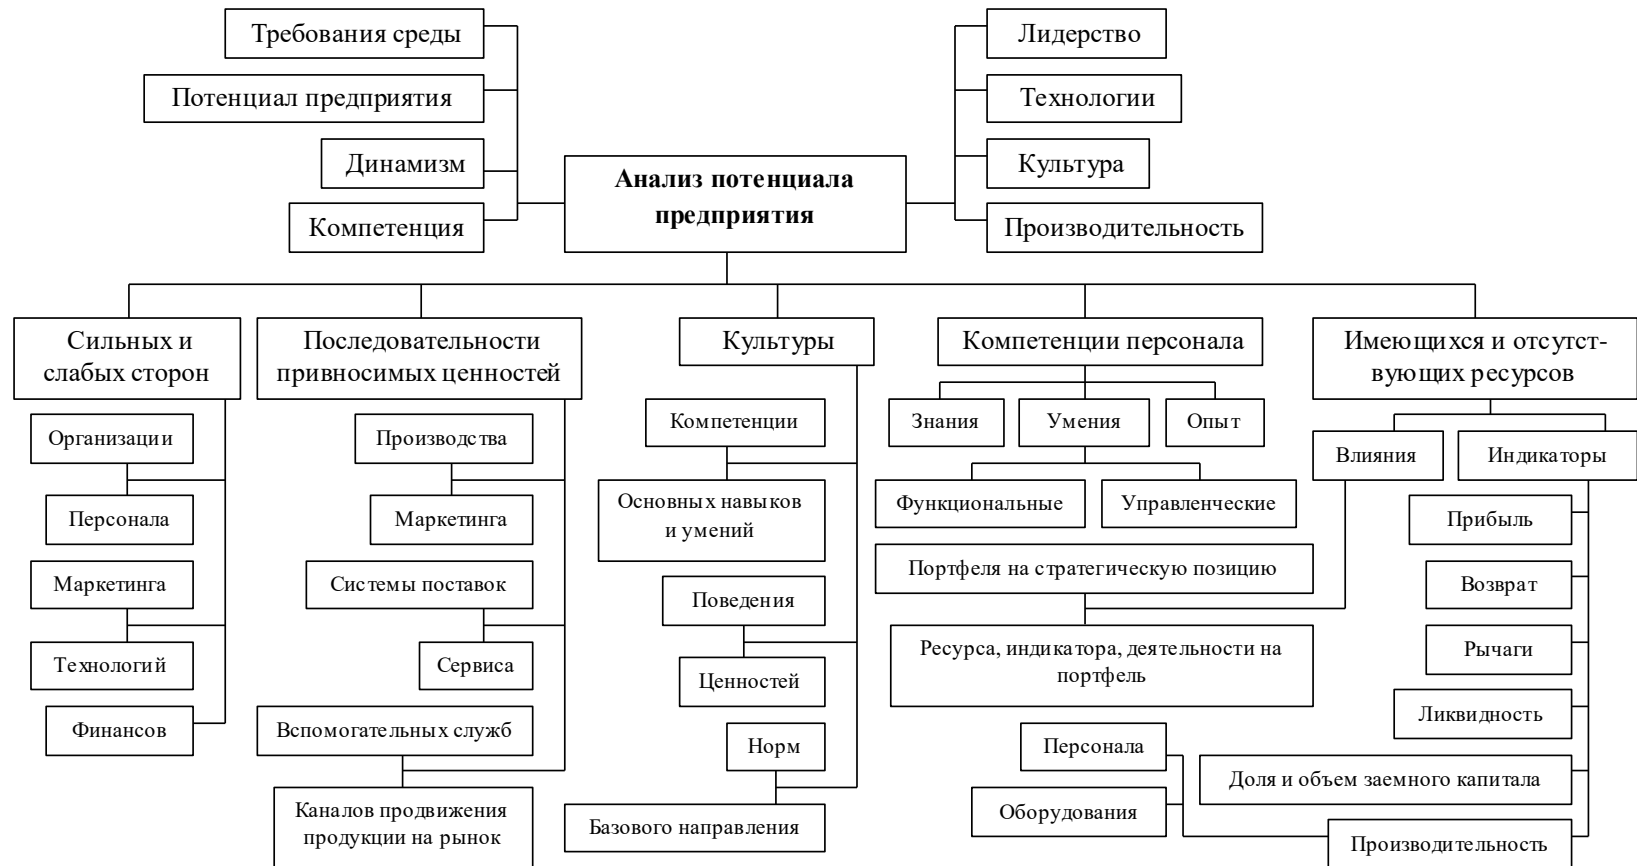 Требования среды
Потенциал предприятия
Динамизм
Компетенция
Анализ потенциала
предприятия
Лидерство
Технологии
Культура
Производительность
Сильных и
слабых сторон
Организации
Персонала
Маркетинга
Технологий
Финансов
Последовательности
привносимых ценностей
Производства
Маркетинга
Системы поставок
Сервиса
Вспомогательных служб
Каналов продвижения
продукции на рынок
Культуры
Компетенции
Основных навыков
и умений
Поведения
Ценностей
Норм
Базового направления
Компетенции персонала
Знания
Умения
Опыт
Функциональные
Управленческие
Имеющихся и отсутст-
вующих ресурсов
Влияния
Индикаторы
Портфеля на стратегическую позицию
Ресурса, индикатора, деятельности на
портфель
Прибыль
Возврат
Рычаги
Ликвидность
Доля и объем заемного капитала
Производительность
Персонала
Оборудования